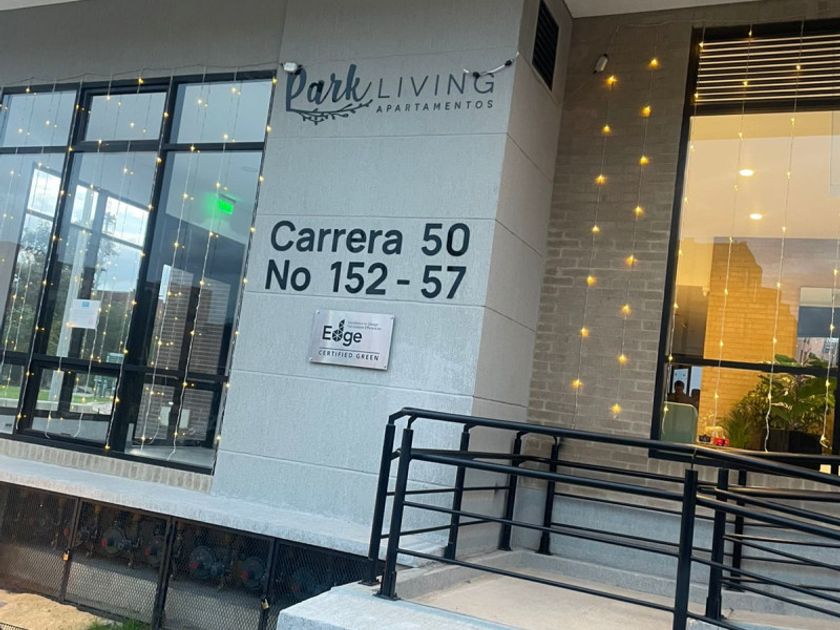 Park LIVING
APARTAMENTOS
Carrera 50
No 152-57
Edge
CERTIFIED GREEN